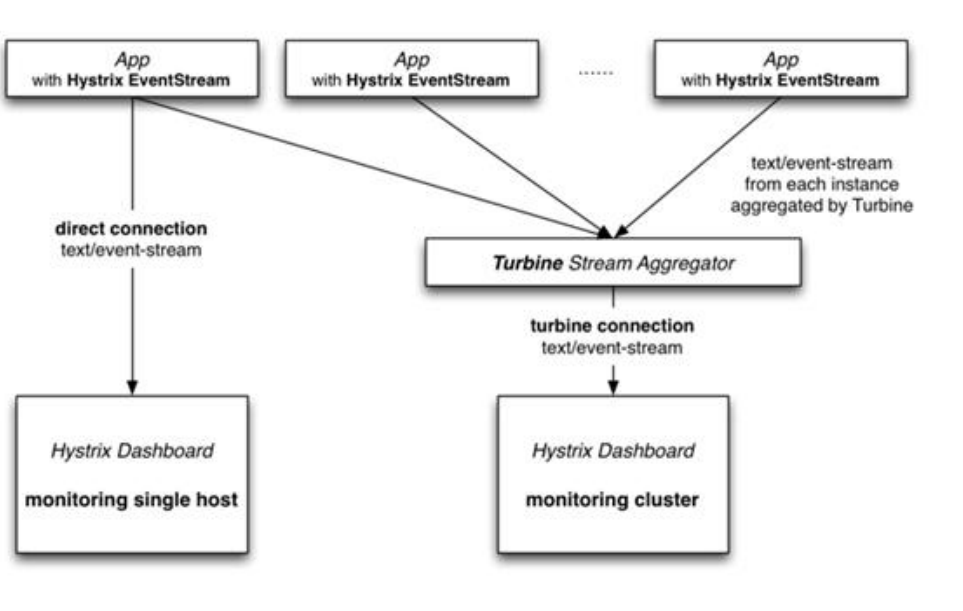 App
with Hystrix EventStream
App
with Hystrix EventStream
......
App
with Hystrix EventStream
text/event-stream
from each instance
aggregated by Turbine
direct connection
text/event-stream
Turbine Stream Aggregator
turbine connection
text/event-stream
Hystrix Dashboard
monitoring single host
Hystrix Dashboard
monitoring cluster